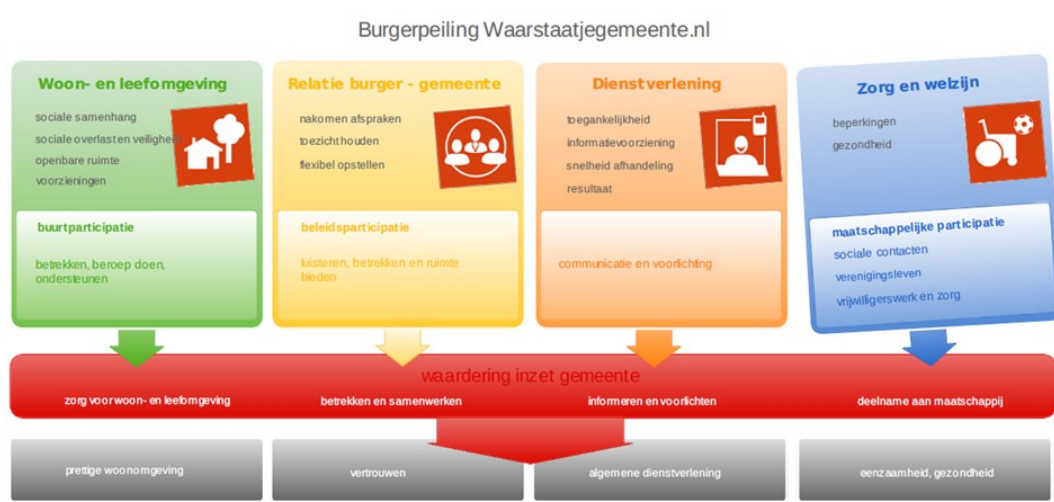 Burgerpeiling Waarstaatjegemeente.nl
Woon- en leefomgeving
sociale samenhang
sociale overlast en veiligheid
openbare ruimte
voorzieningen
buurtparticipatie
betrekken, beroep doen,
ondersteunen
Relatie burger - gemeente
nakomen afspraken
toezicht houden
flexibel opstellen
beleidsparticipatie
luisteren, betrekken en ruimte
bieden
Dienstverlening
toegankelijkheid
informatievoorziening
snelheid afhandeling
resultaat
communicatie en voorlichting
Zorg en welzijn
beperkingen
gezondheid
maatschappelijke participatie
sociale contacten
verenigingsleven
vrijwilligerswerk en zorg
waardering inzet gemeente
zorg voor woon- en leefomgeving
betrekken en samenwerken
informeren en voorlichten
deelname aan maatschappij
prettige woonomgeving
vertrouwen
algemene dienstverlening
eenzaamheid, gezondheid